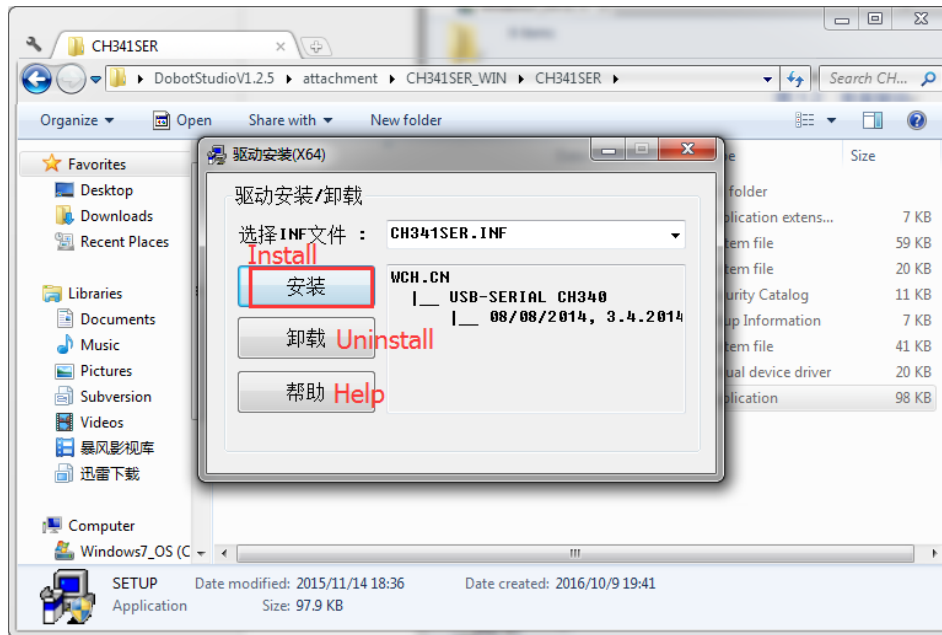 CH341SER
DobotStudioV1.2.5 attachment CH341SER_WIN CH341SER
Search CH...
Organize Open Share with New folder
Favorites
Desktop
Downloads
Recent Places
Libraries
Documents
Music
Pictures
Subversion
Videos
暴风影视库
迅雷下载
Computer
Windows7_OS (C
驱动安装(X64)
驱动安装/卸载
选择INF文件 :
CH341SER.INF
Install
安装
卸载 Uninstall
帮助 Help
WCH.CN
|__ USB-SERIAL CH340
|__ 08/08/2014, 3.4.2014
Size
folder
plication extens... 7 KB
tem file 59 KB
tem file 20 KB
urity Catalog 11 KB
up Information 7 KB
tem file 41 KB
ual device driver 20 KB
plication 98 KB
SETUP Date modified: 2015/11/14 18:36 Date created: 2016/10/9 19:41
Application Size: 97.9 KB